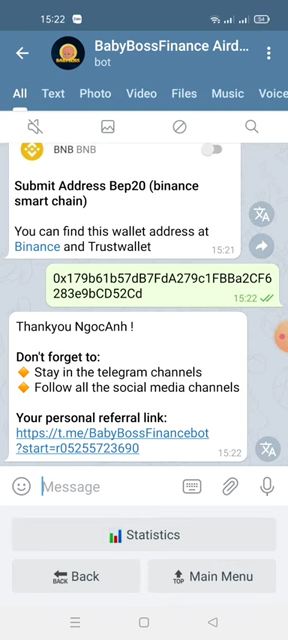 15:22
54
BabyBossFinance Aird...
bot
All Text Photo Video Files Music Voice
BNB BNB
Submit Address Bep20 (binance
smart chain)
You can find this wallet address at
Binance and Trustwallet
15:21
0x179b61b57dB7FdA279c1FBBa2CF6
283e9bCD52Cd
15:22
Thankyou NgocAnh !
Don't forget to:
🔸 Stay in the telegram channels
🔸 Follow all the social media channels
Your personal referral link:
https://t.me/BabyBossFinancebot
?start=r05255723690
15:22
Message
Statistics
BACK Back
TOP Main Menu